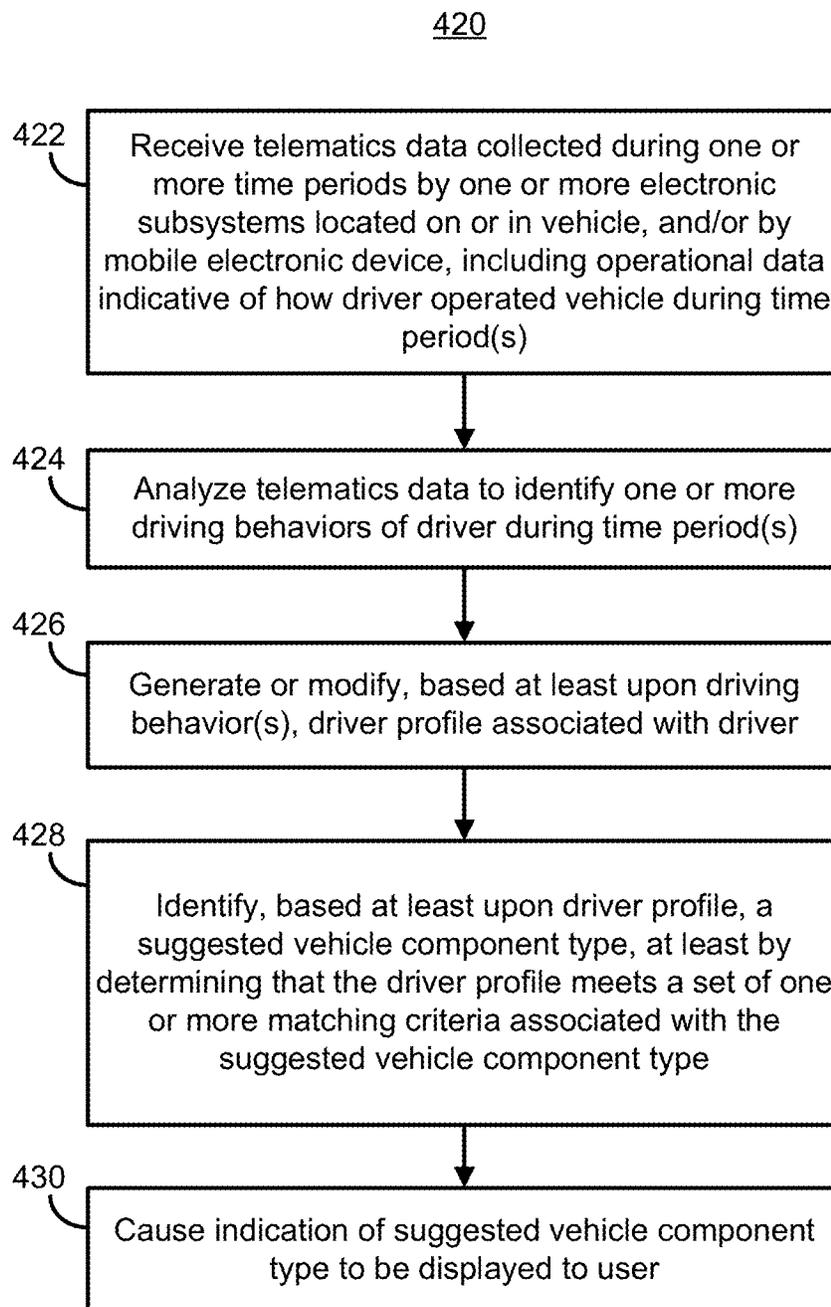 420
422
Receive telematics data collected during one or
more time periods by one or more electronic
subsystems located on or in vehicle, and/or by
mobile electronic device, including operational data
indicative of how driver operated vehicle during time
period(s)
424
Analyze telematics data to identify one or more
driving behaviors of driver during time period(s)
426
Generate or modify, based at least upon driving
behavior(s), driver profile associated with driver
428
Identify, based at least upon driver profile, a
suggested vehicle component type, at least by
determining that the driver profile meets a set of one
or more matching criteria associated with the
suggested vehicle component type
430
Cause indication of suggested vehicle component
type to be displayed to user